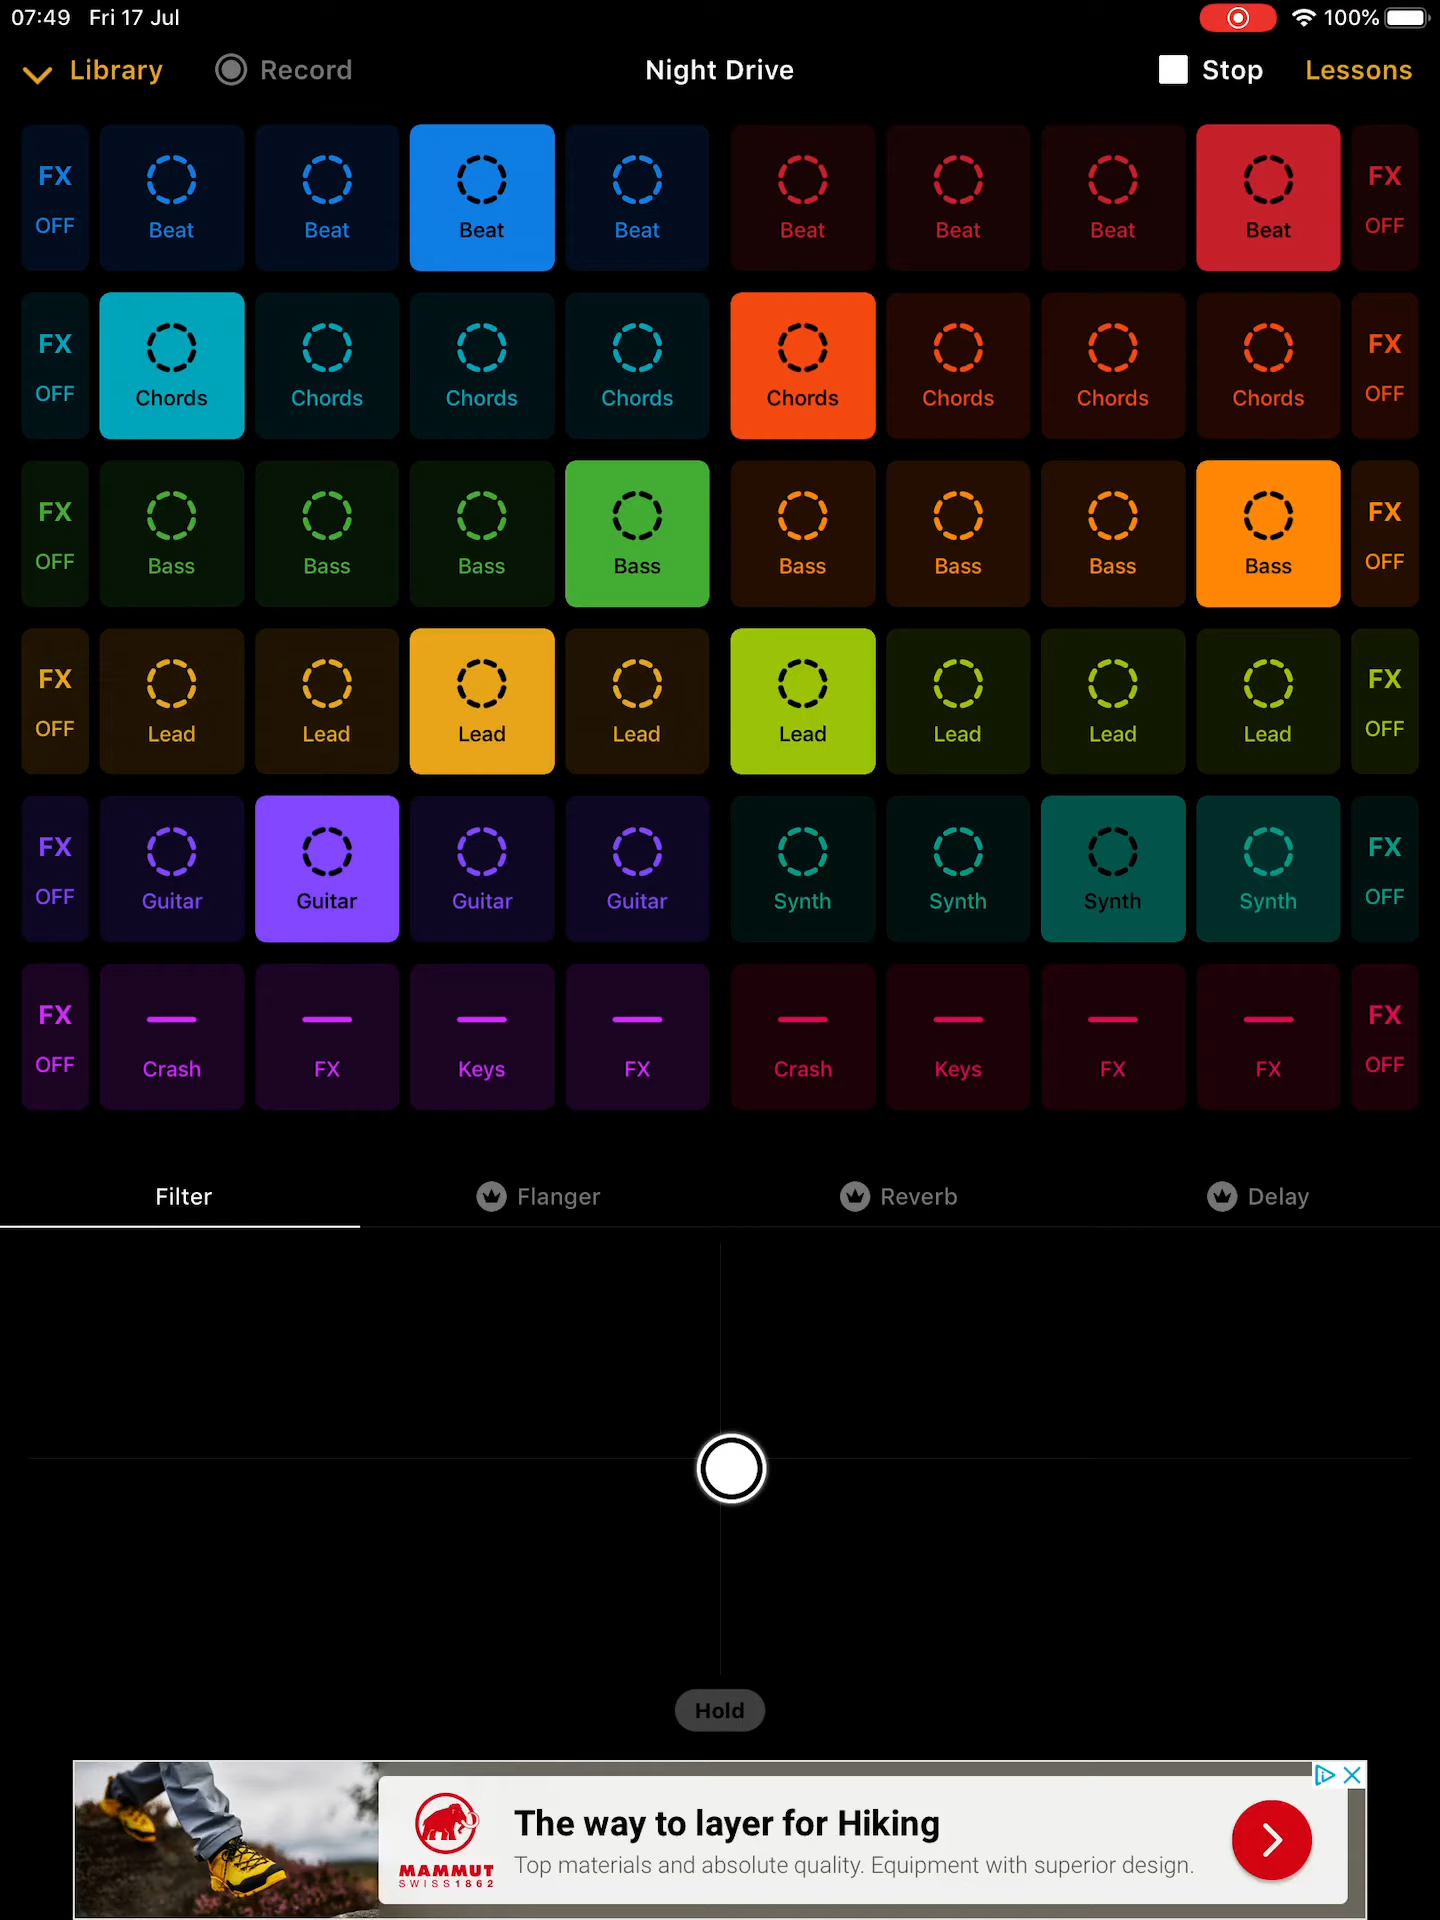 07:49 Fri 17 Jul 100%
Library Record Night Drive Stop Lessons
FX Beat Beat Beat Beat Beat Beat Beat Beat FX
OFF OFF
FX Chords Chords Chords Chords Chords Chords Chords Chords FX
OFF OFF
FX Bass Bass Bass Bass Bass Bass Bass Bass FX
OFF OFF
FX Lead Lead Lead Lead Lead Lead Lead Lead FX
OFF OFF
FX Guitar Guitar Guitar Guitar Synth Synth Synth Synth FX
OFF OFF
FX Crash FX Keys FX Crash Keys FX FX FX
OFF OFF
Filter Flanger Reverb Delay
Hold
The way to layer for Hiking
Top materials and absolute quality. Equipment with superior design.
MAMMUT
SWISS1862